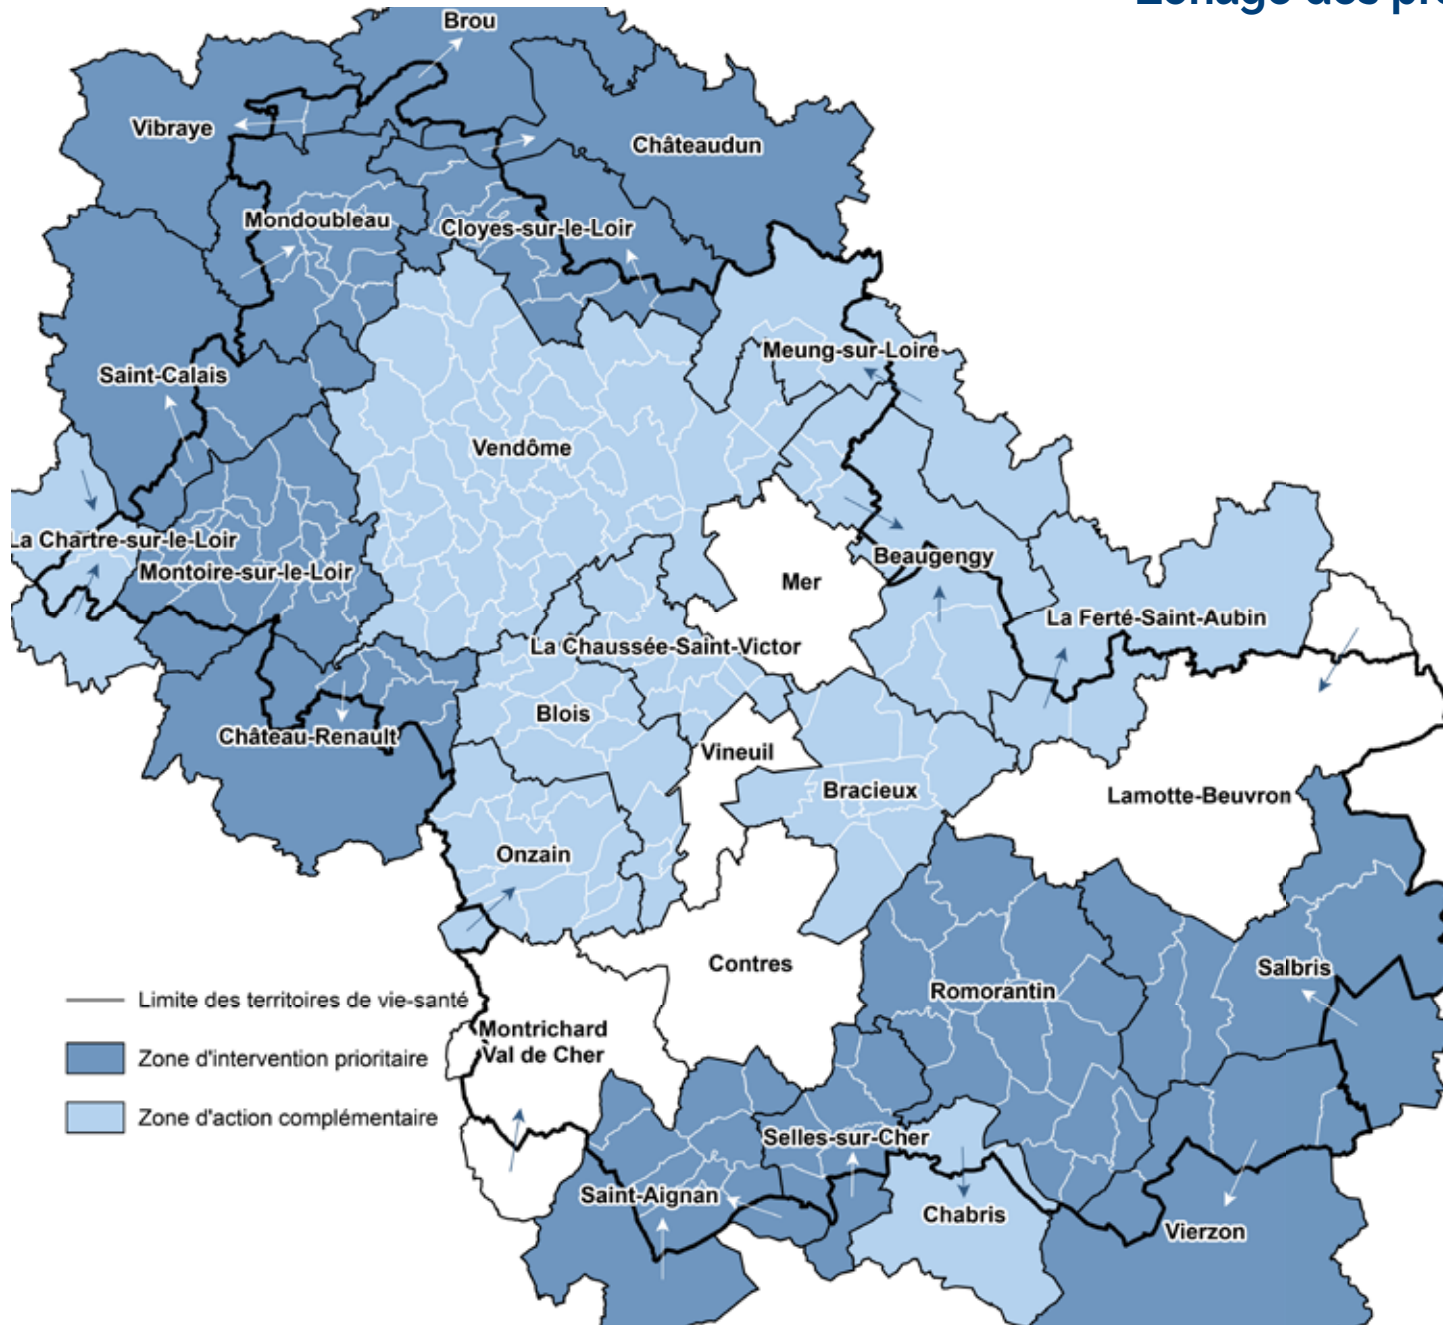 Zonage des pr
Brou
Vibraye
Châteaudun
Mondoubleau
Cloyes-sur-le-Loir
Saint-Calais
Meung-sur-Loire
Vendôme
La Chartre-sur-le-Loir
Montoire-sur-le-Loir
Beaugengy
Mer
La Ferté-Saint-Aubin
La Chaussée-Saint-Victor
Blois
Château-Renault
Vineuil
Bracieux
Lamotte-Beuvron
Onzain
Contres
Salbris
Romorantin
Limite des territoires de vie-santé
Montrichard
Val de Cher
Zone d'intervention prioritaire
Zone d'action complémentaire
Selles-sur-Cher
Saint-Aignan
Chabris
Vierzon